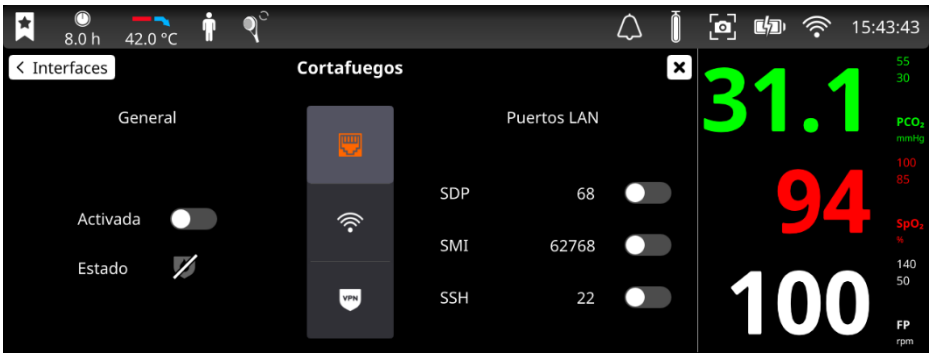 8.0 h
42.0 °C
15:43:43
Interfaces
Cortafuegos
General
Activada
Estado
VPN
Puertos LAN
SDP 68
SMI 62768
SSH 22
31.1
55
30
PCO₂
mmHg
94
100
85
SpO₂
%
100
140
50
FP
rpm